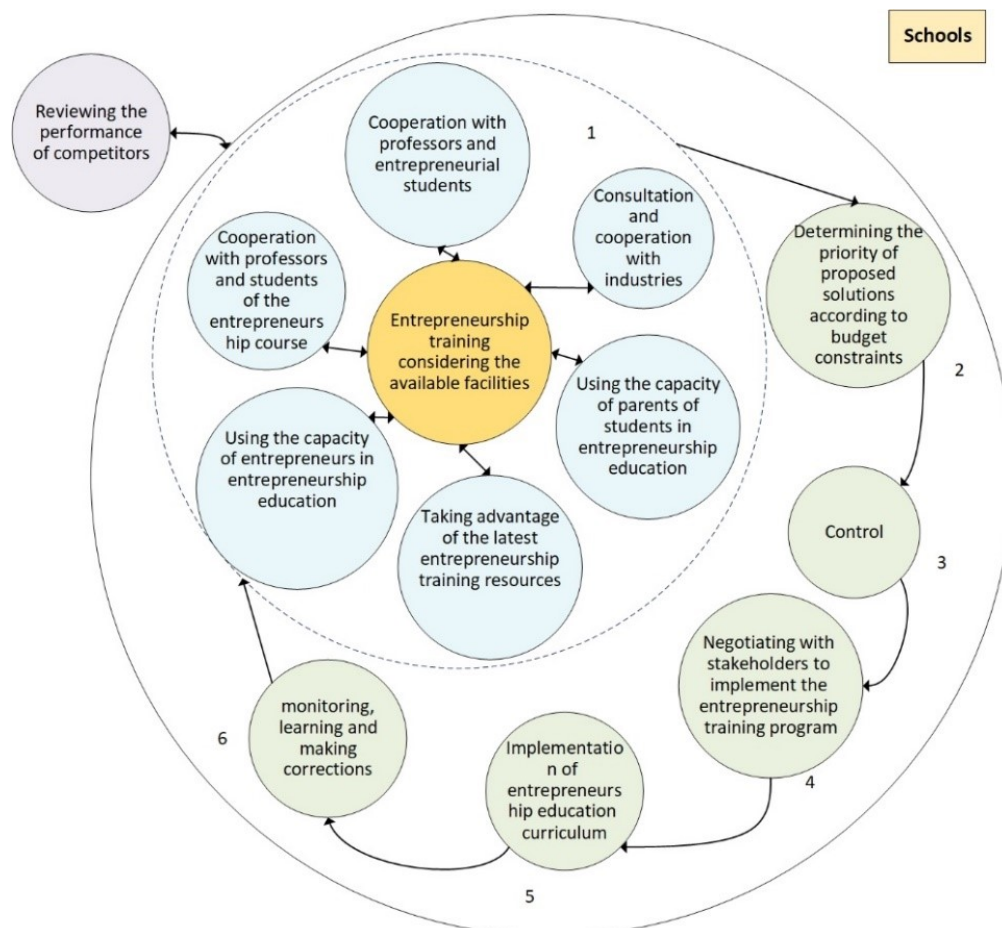 Schools
Reviewing the
performance
of competitors
Cooperation with
professors and
entrepreneurial
students
1
Consultation
and
cooperation
with
industries
Cooperation
with professors
and students
of the
entrepreneurs
hip course
Entrepreneurship
training
considering the
available facilities
Determining the
priority of
proposed
solutions
according to
budget
constraints
2
Using the capacity
of parents of
students in
entrepreneurship
education
Using the capacity
of entrepreneurs in
entrepreneurship
education
Taking advantage
of the latest
entrepreneurship
training resources
Control
3
Negotiating with
stakeholders to
implement the
entrepreneurship
training program
4
Implementatio
n of
entrepreneurs
hip education
curriculum
5
monitoring,
learning and
making
corrections
6